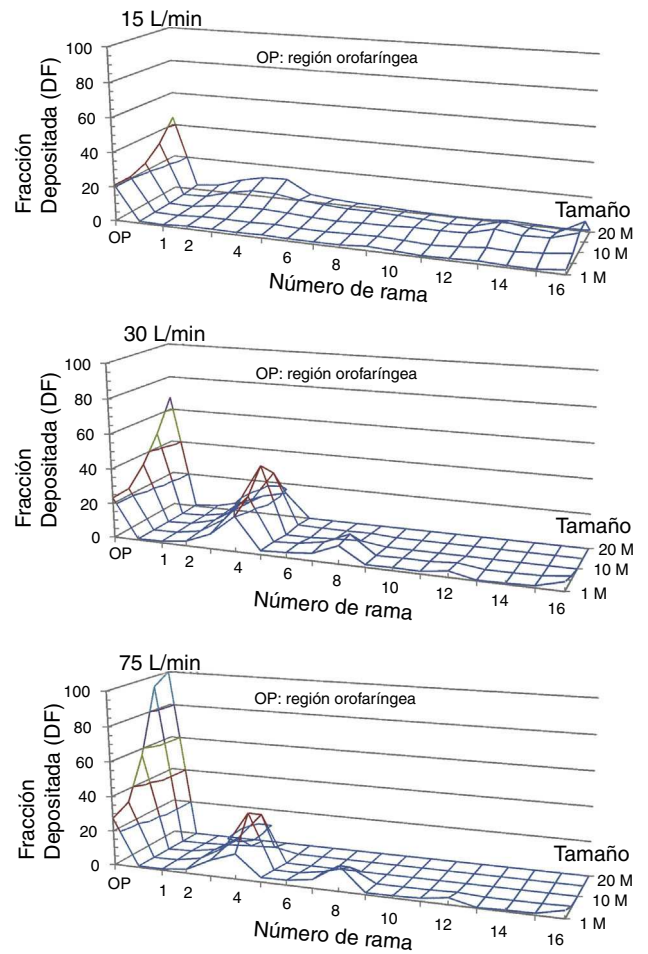 15 L/min
OP: región orofaríngea
Fracción
Depositada (DF)
100
80
60
40
20
0
OP
1
2
4
6
8
10
12
14
16
Número de rama
Tamaño
20 M
10 M
1 M
30 L/min
OP: región orofaríngea
Fracción
Depositada (DF)
100
80
60
40
20
0
OP
1
2
4
6
8
10
12
14
16
Número de rama
Tamaño
20 M
10 M
1 M
75 L/min
OP: región orofaríngea
Fracción
Depositada (DF)
100
80
60
40
20
0
OP
1
2
4
6
8
10
12
14
16
Número de rama
Tamaño
20 M
10 M
1 M